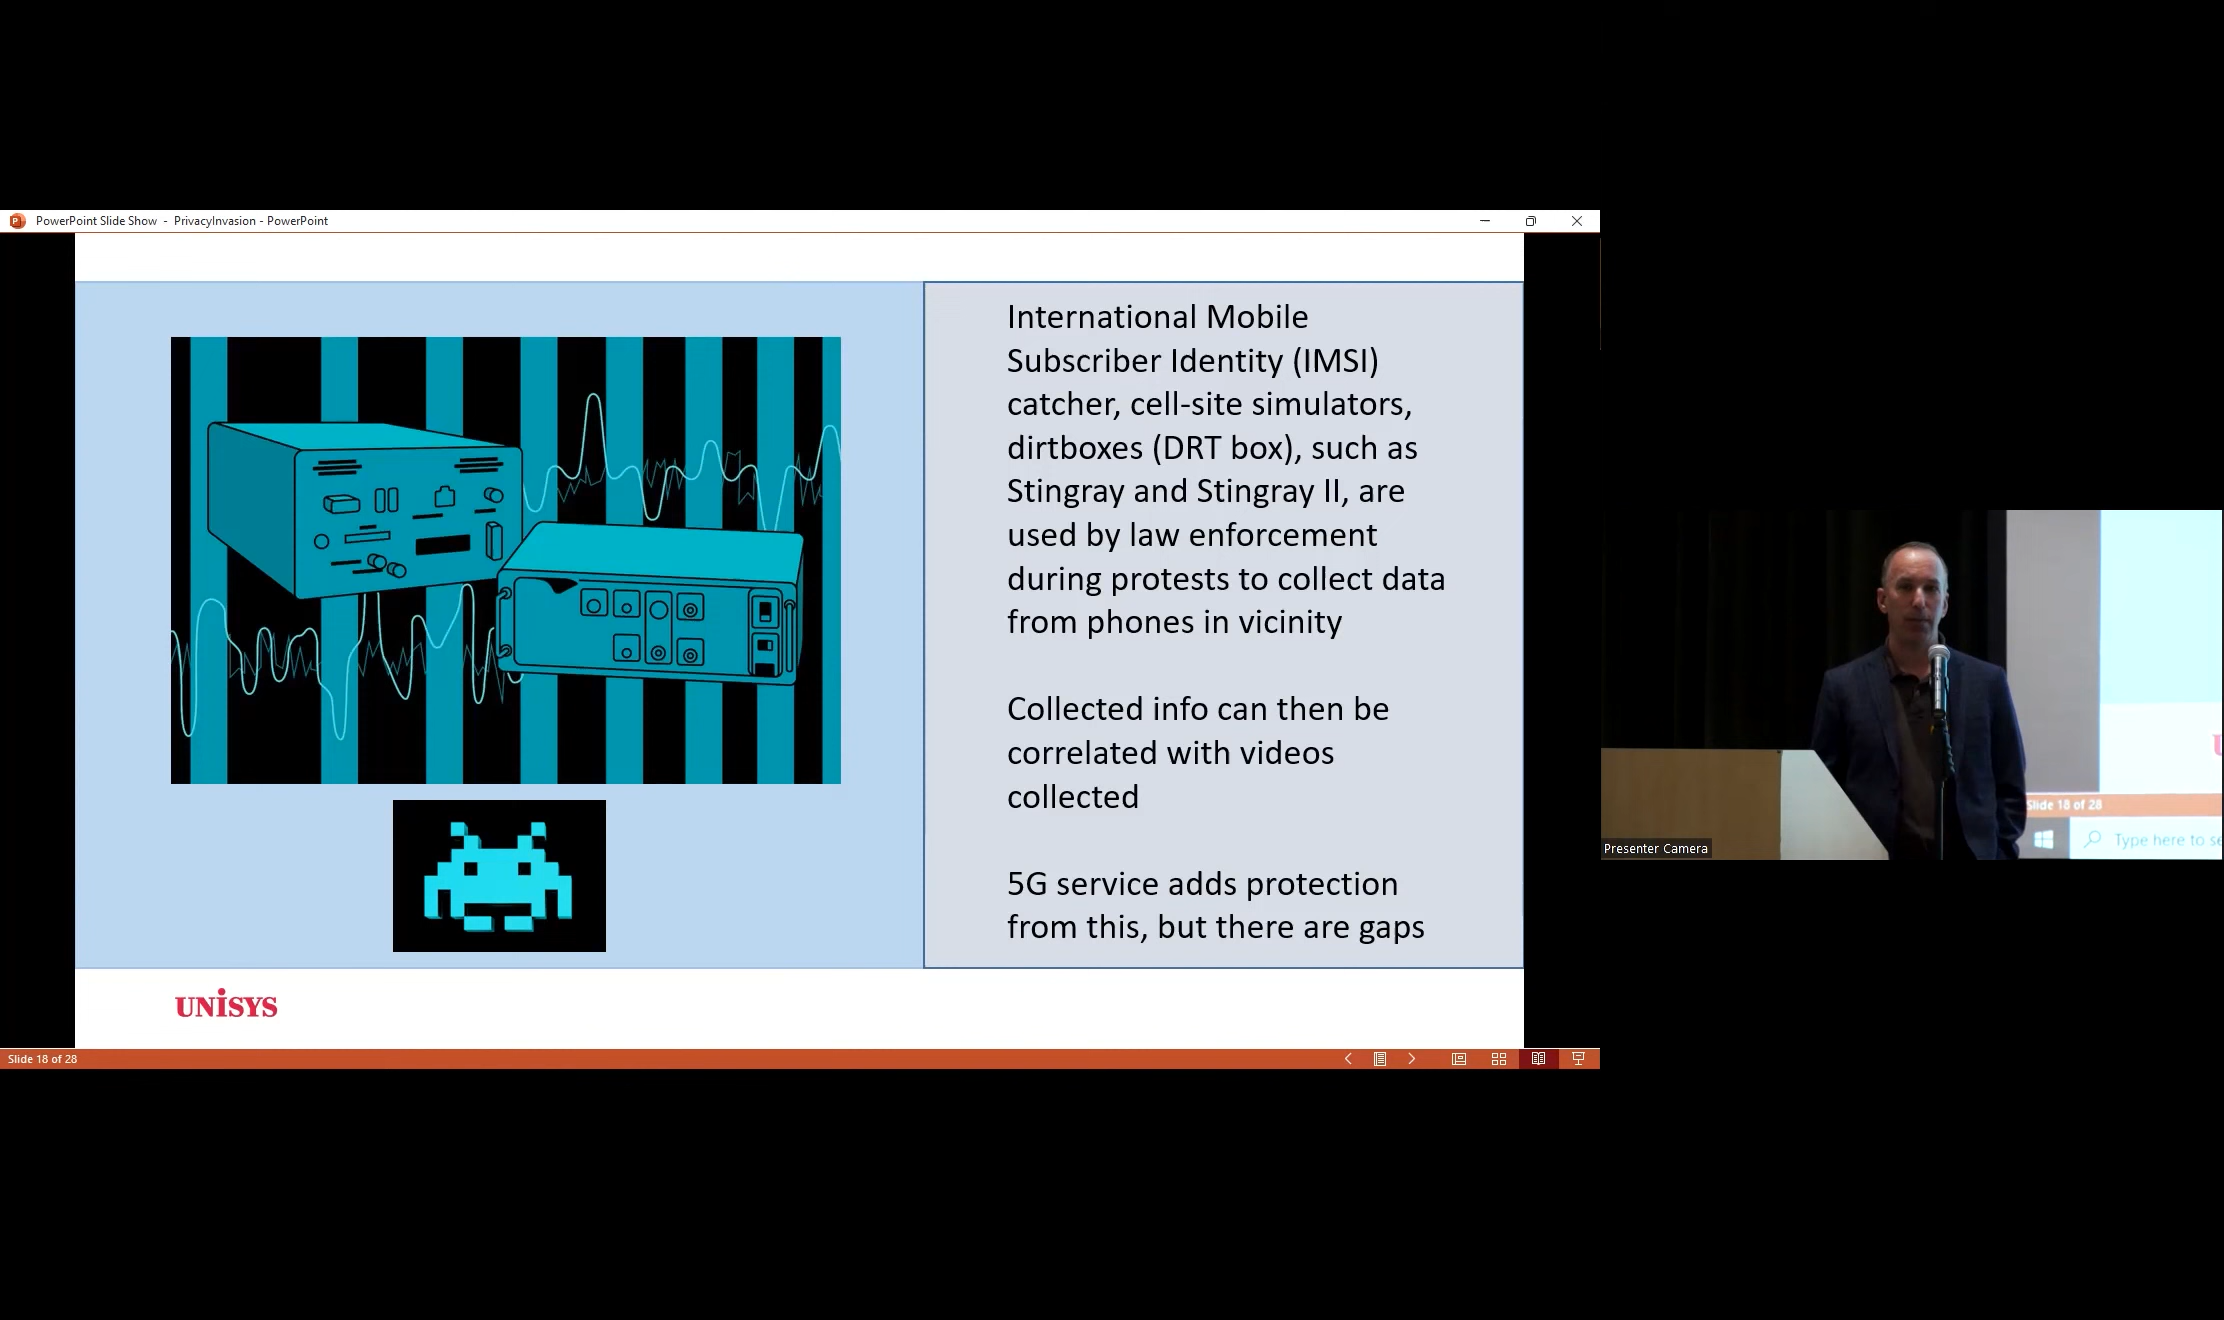 PowerPoint Slide Show - PrivacyInvasion - PowerPoint
International Mobile
Subscriber Identity (IMSI)
catcher, cell-site simulators,
dirtboxes (DRT box), such as
Stingray and Stingray II, are
used by law enforcement
during protests to collect data
from phones in vicinity
Collected info can then be
correlated with videos
collected
5G service adds protection
from this, but there are gaps
UNISYS
Slide 18 of 28
Slide 18 of 28
Type here to se
Presenter Camera